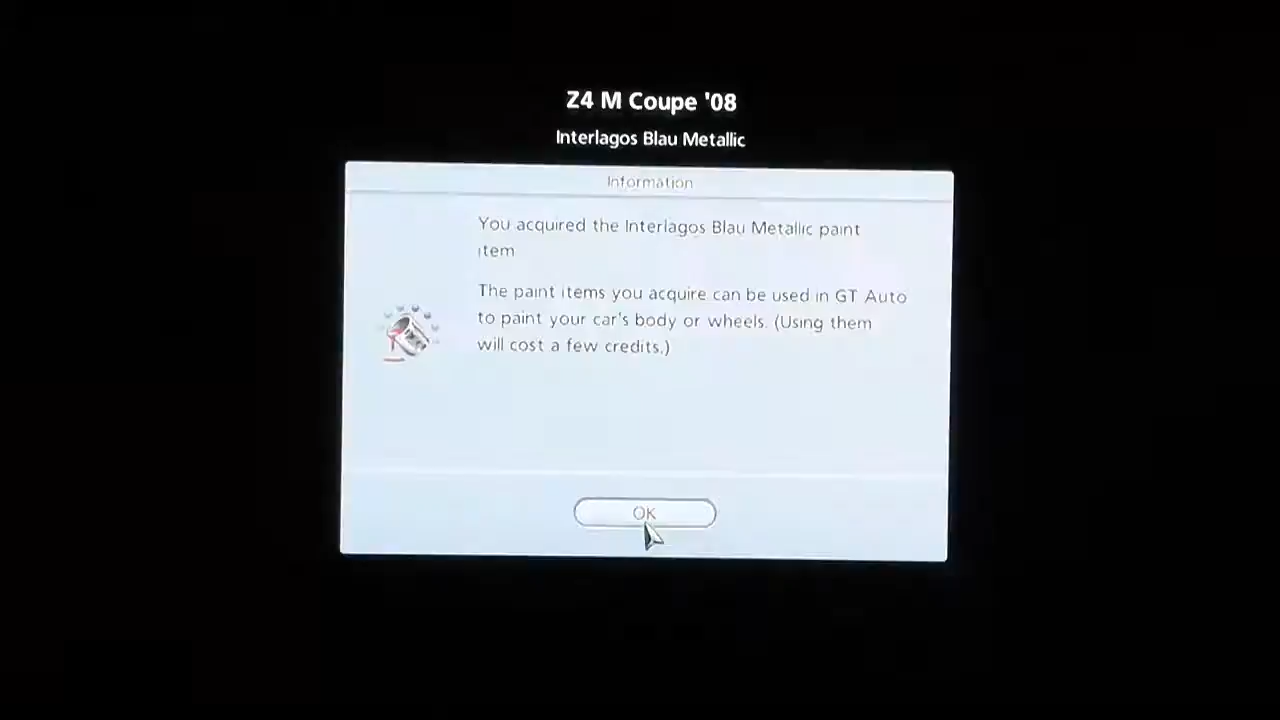 Z4 M Coupe '08
Interlagos Blau Metallic
Information
You acquired the Interlagos Blau Metallic paint
item
The paint items you acquire can be used in GT Auto
to paint your car's body or wheels. (Using them
will cost a few credits.)
OK